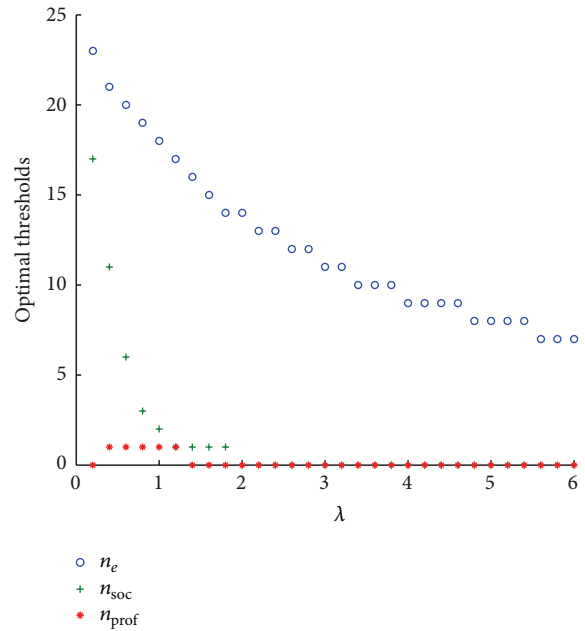 25
20
15
10
5
0
Optimal thresholds
0 1 2 3 4 5 6
λ
n_e
n_soc
n_prof